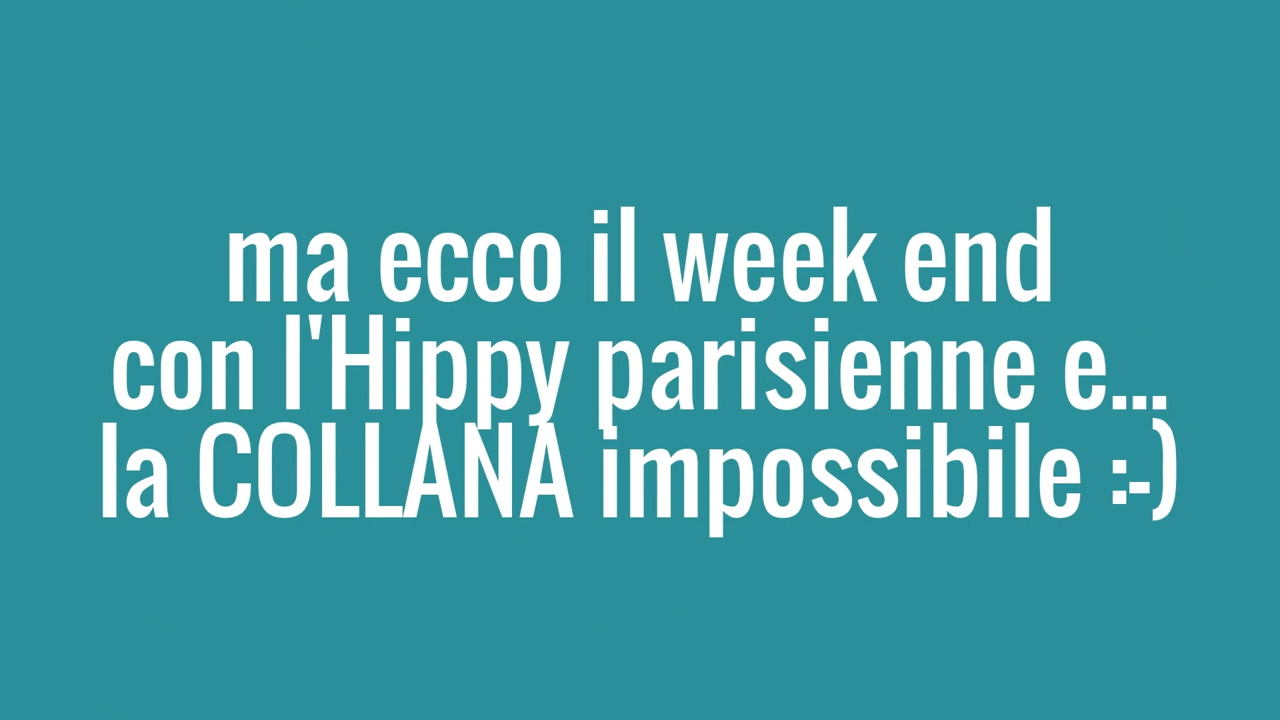 ma ecco il week end
con l'Hippy parisienne e...
la COLLANA impossibile :-)